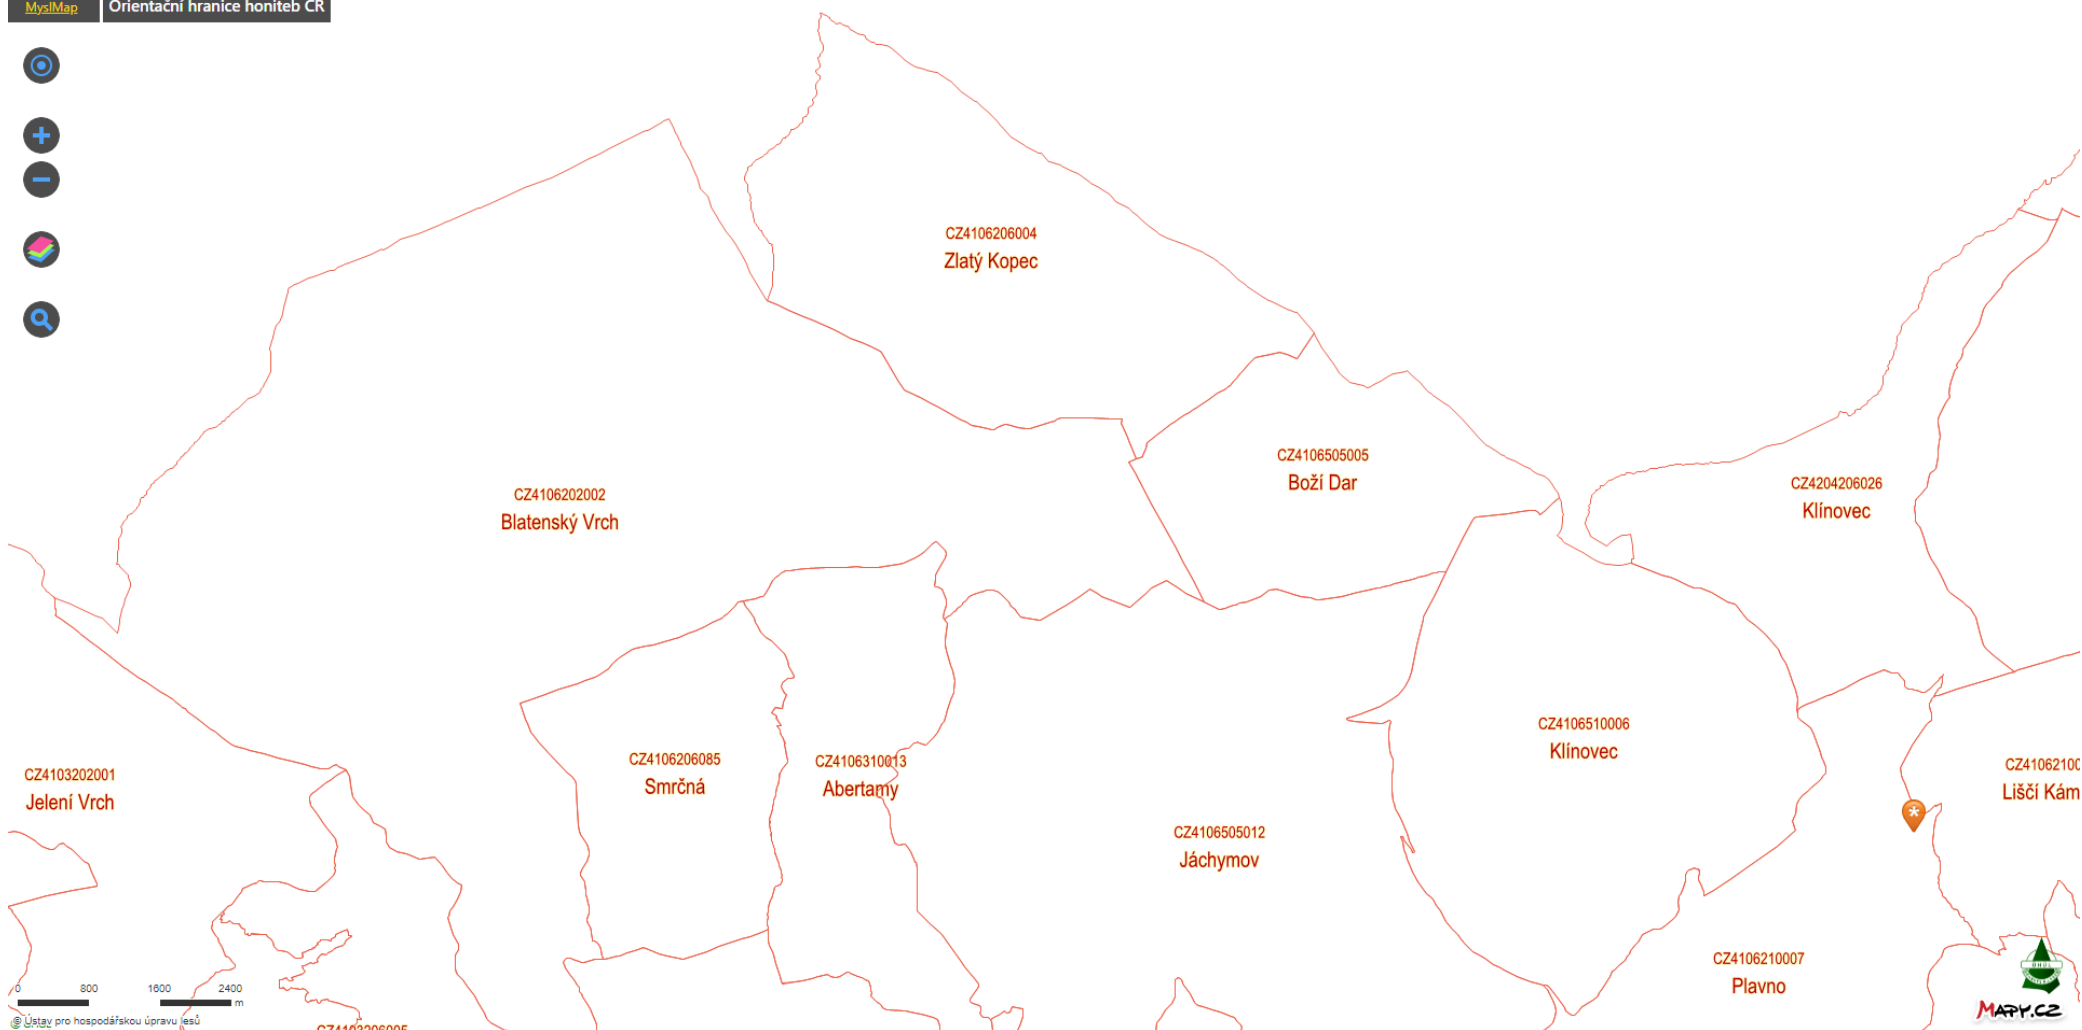 MyslMap
Orientační hranice honiteb ČR
CZ4106206004
Zlatý Kopec
CZ4106505005
Boží Dar
CZ4204206026
Klínovec
CZ4106202002
Blatenský Vrch
CZ4106510006
Klínovec
CZ4106206085
Smrčná
CZ4106310013
Abertamy
CZ4103202001
Jelení Vrch
CZ41062100
Liščí Kám
CZ4106505012
Jáchymov
CZ4106210007
Plavno
0 800 1600 2400
m
© Ústav pro hospodářskou úpravu lesů
MAPY.CZ